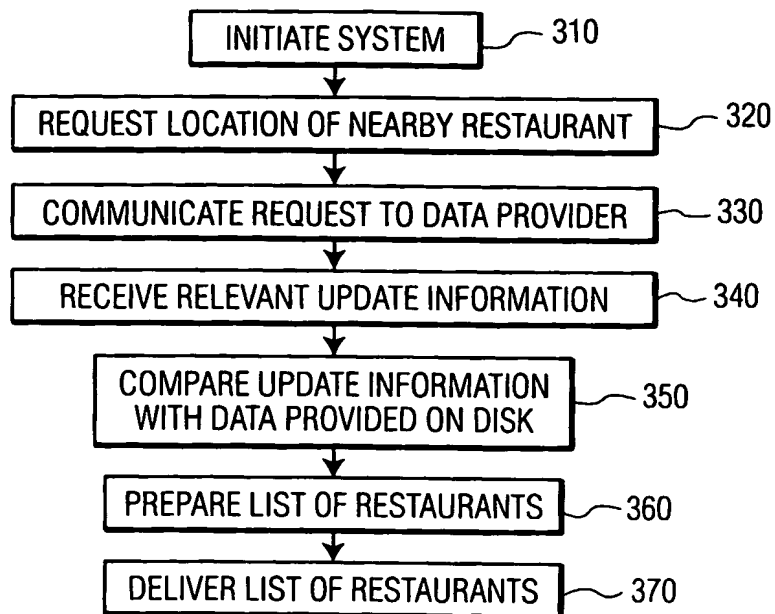 INITIATE SYSTEM
310
REQUEST LOCATION OF NEARBY RESTAURANT
320
COMMUNICATE REQUEST TO DATA PROVIDER
330
RECEIVE RELEVANT UPDATE INFORMATION
340
COMPARE UPDATE INFORMATION
WITH DATA PROVIDED ON DISK
350
PREPARE LIST OF RESTAURANTS
360
DELIVER LIST OF RESTAURANTS
370